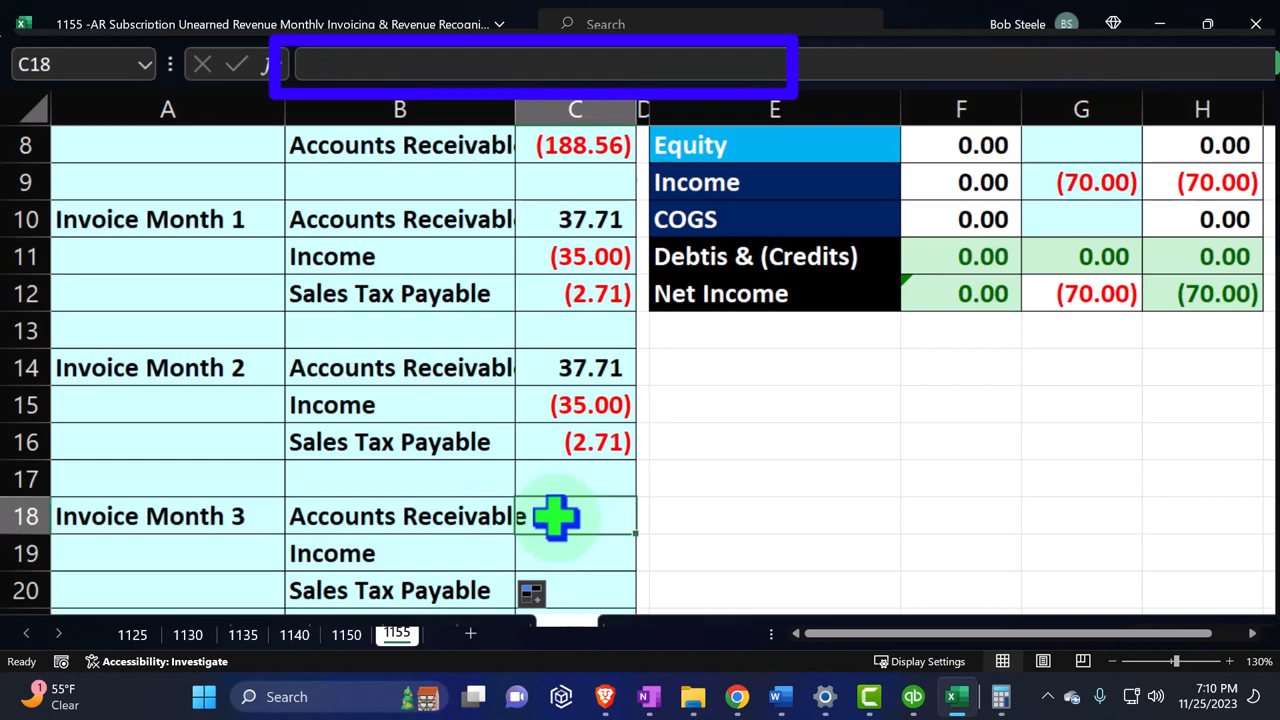 1155 -AR Subscription Unearned Revenue Monthly Invoicing & Revenue Recogni...
Search
Bob Steele
BS
C18
A B C D E F G H
8 Accounts Receivabl (188.56) Equity 0.00 0.00
9 Income 0.00 (70.00) (70.00)
10 Invoice Month 1 Accounts Receivabl 37.71 COGS 0.00 0.00
11 Income (35.00) Debtis & (Credits) 0.00 0.00 0.00
12 Sales Tax Payable (2.71) Net Income 0.00 (70.00) (70.00)
13
14 Invoice Month 2 Accounts Receivabl 37.71
15 Income (35.00)
16 Sales Tax Payable (2.71)
17
18 Invoice Month 3 Accounts Receivable
19 Income
20 Sales Tax Payable
1125 1130 1135 1140 1150 1155
Ready Accessibility: Investigate Display Settings 130%
1
55°F
Clear
Search
7:10 PM
11/25/2023